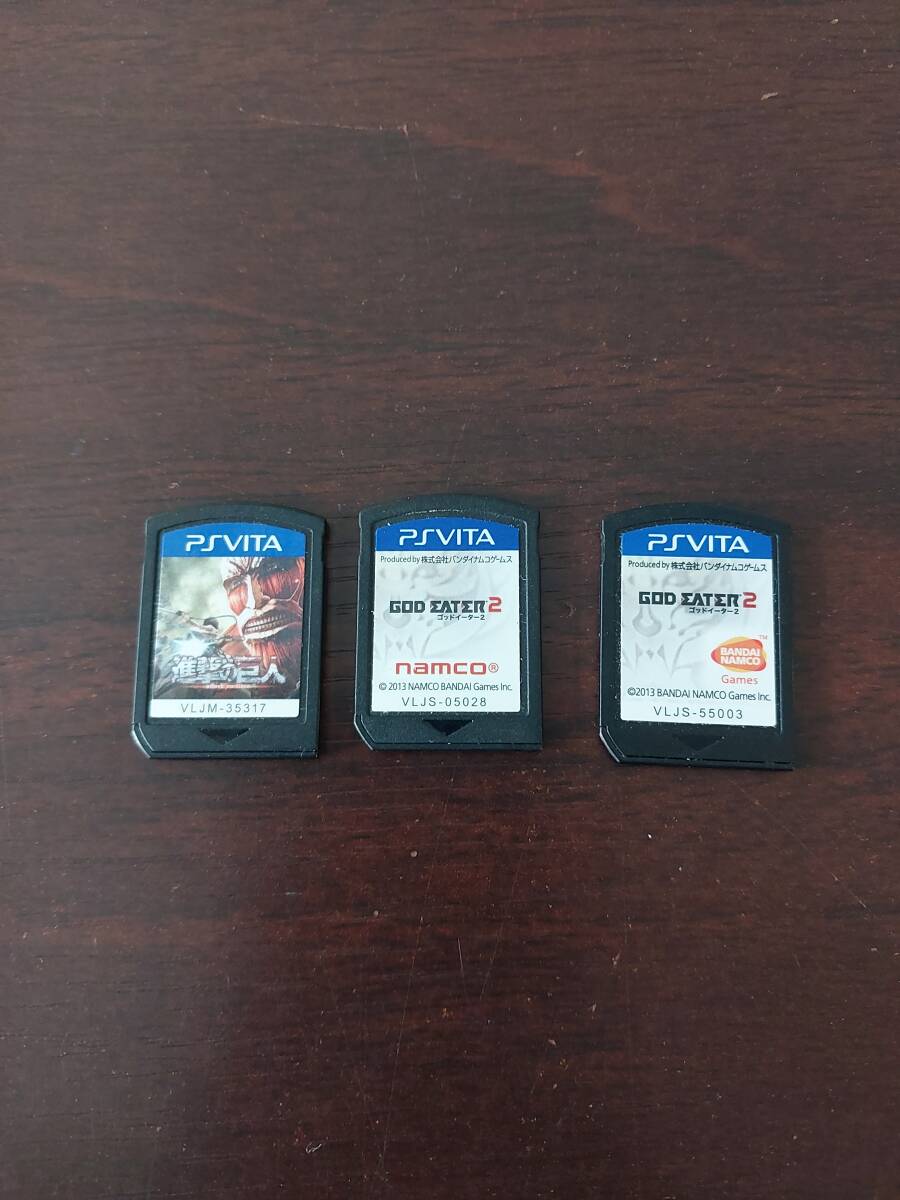 PSVITA
進撃の巨人
VLJM-35317
PSVITA
Produced by 株式会社バンダイナムコゲームス
GOD EATER 2
ゴッドイーター2
namco®
©2013 NAMCO BANDAI Games Inc.
VLJS-05028
PSVITA
Produced by 株式会社バンダイナムコゲームス
GOD EATER 2
ゴッドイーター2
BANDAI
NAMCO
TM
Games
©2013 BANDAI NAMCO Games Inc.
VLJS-55003